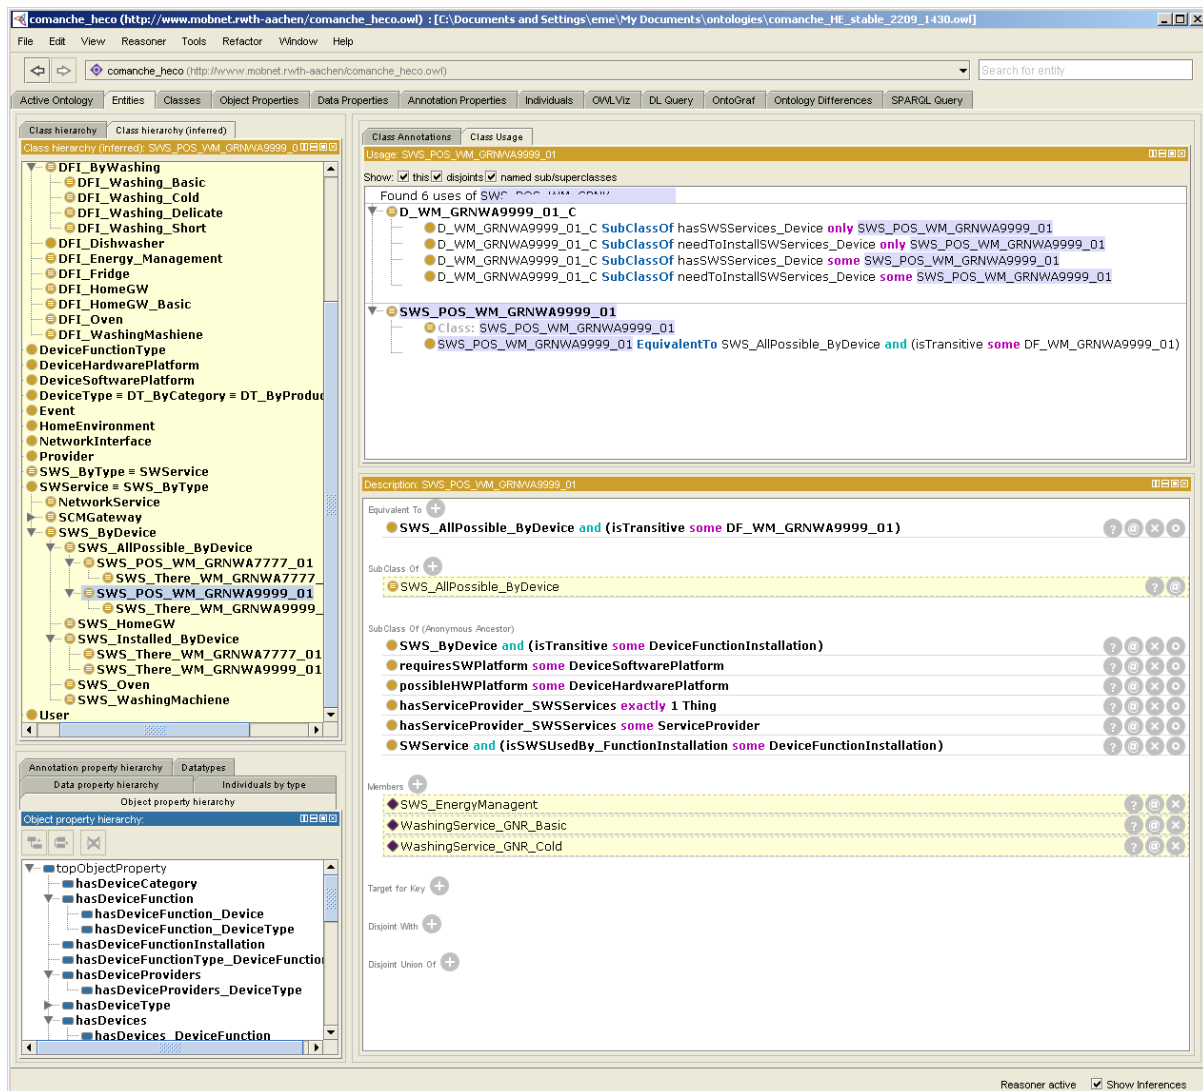 comanche_heco (http://www.mobnet.rwth-aachen/comanche_heco.owl) : [C:\Documents and Settings\eme\My Documents\ontologies\comanche_HE_stable_2209_1430.owl]
File Edit View Reasoner Tools Refactor Window Help
comanche_heco (http://www.mobnet.rwth-aachen/comanche_heco.owl)
Search for entity
Active Ontology Entities Classes Object Properties Data Properties Annotation Properties Individuals OWLViz DL Query OntoGraf Ontology Differences SPARQL Query
Class hierarchy Class hierarchy (inferred)
Class hierarchy (inferred): SWS_POS_WM_GRNWA9999_0
DFI_ByWashing
DFI_Washing_Basic
DFI_Washing_Cold
DFI_Washing_Delicate
DFI_Washing_Short
DFI_Dishwasher
DFI_Energy_Management
DFI_Fridge
DFI_HomeGW
DFI_HomeGW_Basic
DFI_Oven
DFI_WashingMashiene
DeviceFunctionType
DeviceHardwarePlatform
DeviceSoftwarePlatform
DeviceType ≡ DT_ByCategory ≡ DT_ByProduc
Event
HomeEnvironment
NetworkInterface
Provider
SWS_ByType ≡ SWService
SWService ≡ SWS_ByType
NetworkService
SCMGateway
SWS_ByDevice
SWS_AllPossible_ByDevice
SWS_POS_WM_GRNWA7777_01
SWS_There_WM_GRNWA7777_
SWS_POS_WM_GRNWA9999_01
SWS_There_WM_GRNWA9999_
SWS_HomeGW
SWS_Installed_ByDevice
SWS_There_WM_GRNWA7777_01
SWS_There_WM_GRNWA9999_01
SWS_Oven
SWS_WashingMachiene
User
Annotation property hierarchy Datatypes
Data property hierarchy Individuals by type
Object property hierarchy
Object property hierarchy:
topObjectProperty
hasDeviceCategory
hasDeviceFunction
hasDeviceFunction_Device
hasDeviceFunction_DeviceType
hasDeviceFunctionInstallation
hasDeviceFunctionType_DeviceFunction
hasDeviceProviders
hasDeviceProviders_DeviceType
hasDeviceType
hasDevices
hasDevices_DeviceFunction
Class Annotations Class Usage
Usage: SWS_POS_WM_GRNWA9999_01
Show: this disjoints named sub/superclasses
Found 6 uses of
D_WM_GRNWA9999_01_C
D_WM_GRNWA9999_01_C SubClassOf hasSWSServices_Device only SWS_POS_WM_GRNWA9999_01
D_WM_GRNWA9999_01_C SubClassOf needToInstallSWServices_Device only SWS_POS_WM_GRNWA9999_01
D_WM_GRNWA9999_01_C SubClassOf hasSWSServices_Device some SWS_POS_WM_GRNWA9999_01
D_WM_GRNWA9999_01_C SubClassOf needToInstallSWServices_Device some SWS_POS_WM_GRNWA9999_01
SWS_POS_WM_GRNWA9999_01
Class: SWS_POS_WM_GRNWA9999_01
SWS_POS_WM_GRNWA9999_01 EquivalentTo SWS_AllPossible_ByDevice and (isTransitive some DF_WM_GRNWA9999_01)
Description: SWS_POS_WM_GRNWA9999_01
Equivalent To
SWS_AllPossible_ByDevice and (isTransitive some DF_WM_GRNWA9999_01)
SubClass Of
SWS_AllPossible_ByDevice
SubClass Of (Anonymous Ancestor)
SWS_ByDevice and (isTransitive some DeviceFunctionInstallation)
requiresSWPlatform some DeviceSoftwarePlatform
possibleHWPlatform some DeviceHardwarePlatform
hasServiceProvider_SWSServices exactly 1 Thing
hasServiceProvider_SWSServices some ServiceProvider
SWService and (isSWSUsedBy_FunctionInstallation some DeviceFunctionInstallation)
Members
SWS_EnergyManagent
WashingService_GNR_Basic
WashingService_GNR_Cold
Target for Key
Disjoint With
Disjoint Union Of
Reasoner active Show Inferences